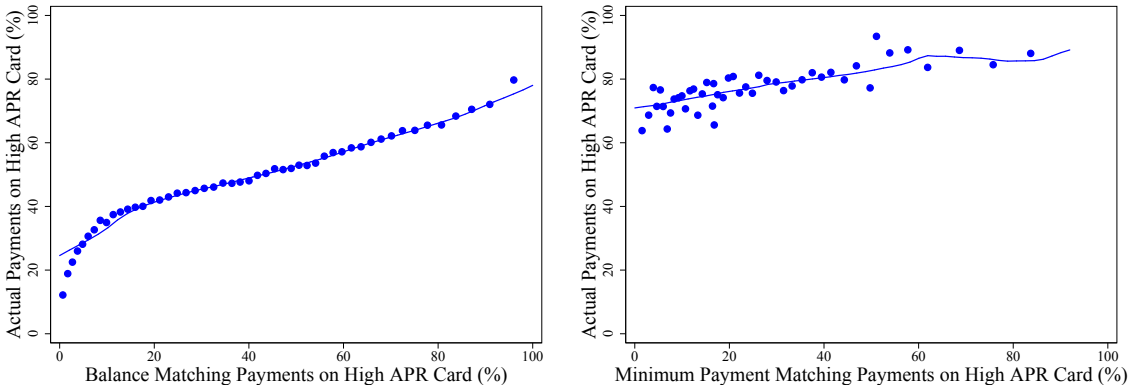 Actual Payments on High APR Card (%)
100
80
60
40
20
0
0 20 40 60 80 100
Balance Matching Payments on High APR Card (%)
Actual Payments on High APR Card (%)
100
80
60
40
20
0
0 20 40 60 80 100
Minimum Payment Matching Payments on High APR Card (%)